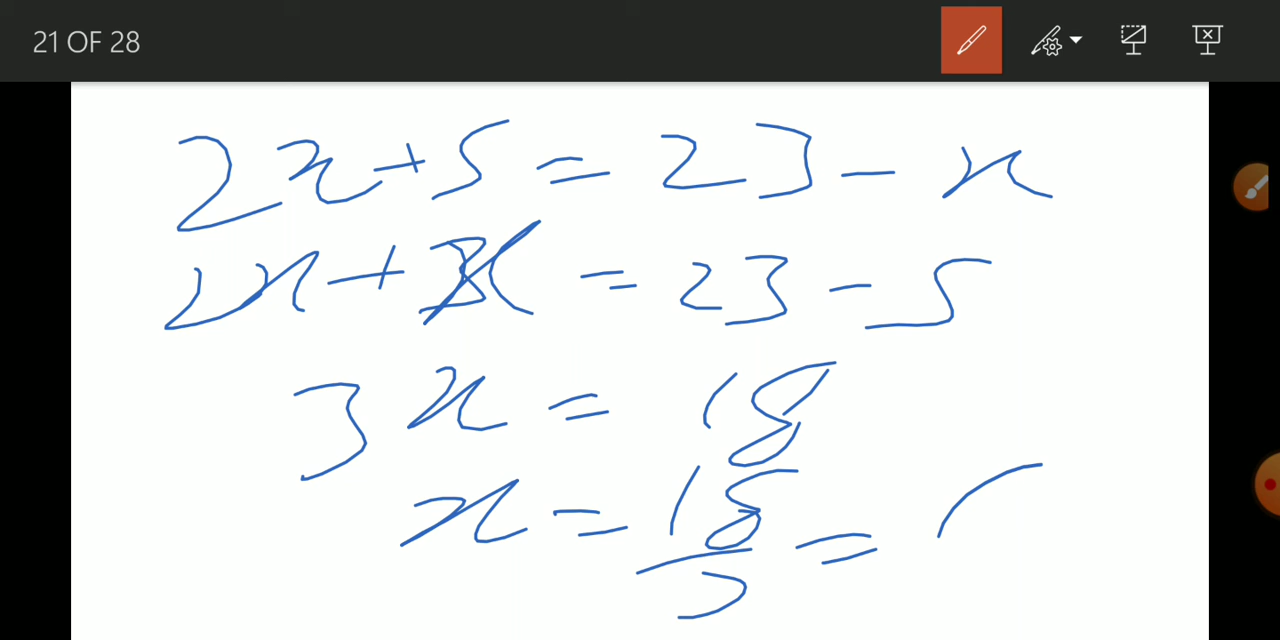 21 OF 28
2x+5 = 23 - x
2x + x = 23 - 5
3x = 18
x = 18/3 =